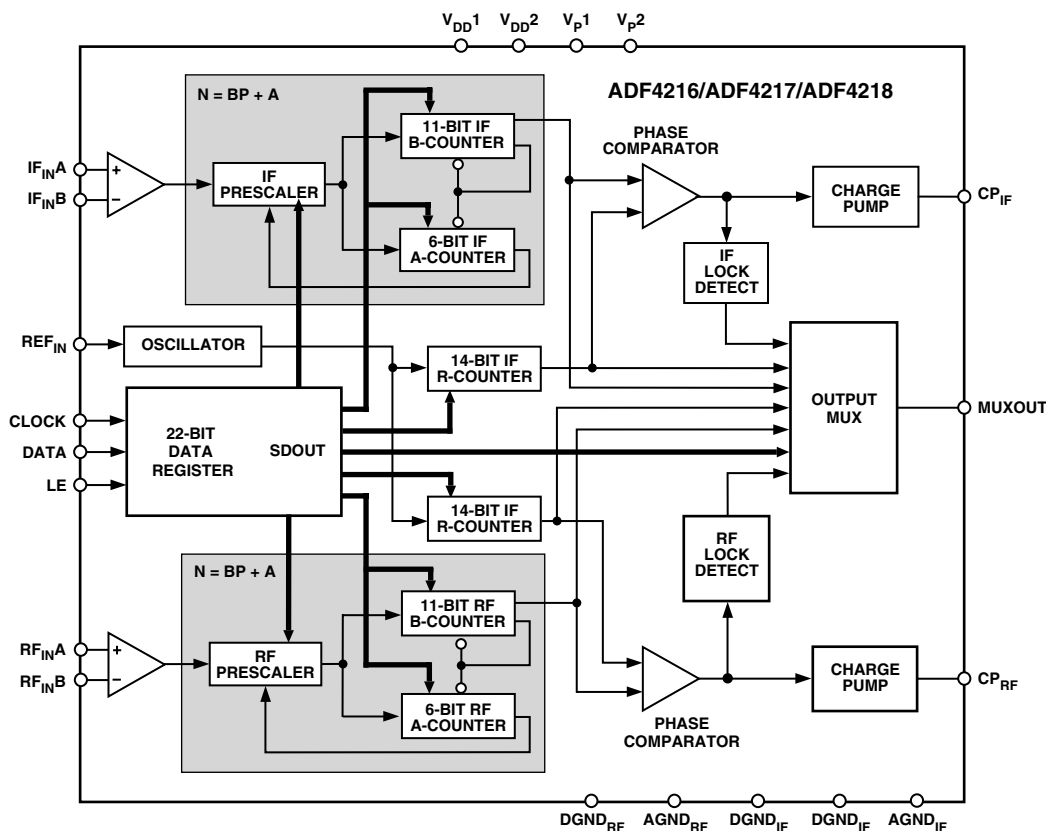 VDD1 VDD2 VP1 VP2
N = BP + A
ADF4216/ADF4217/ADF4218
11-BIT IF
B-COUNTER
PHASE
COMPARATOR
IFINA
+
IFINB
−
IF
PRESCALER
CHARGE
PUMP
CPIF
6-BIT IF
A-COUNTER
IF
LOCK
DETECT
REFIN
OSCILLATOR
14-BIT IF
R-COUNTER
CLOCK
DATA
LE
22-BIT
DATA
REGISTER
SDOUT
OUTPUT
MUX
MUXOUT
14-BIT IF
R-COUNTER
RF
LOCK
DETECT
N = BP + A
11-BIT RF
B-COUNTER
RFINA
+
RFINB
−
RF
PRESCALER
CHARGE
PUMP
CPRF
6-BIT RF
A-COUNTER
PHASE
COMPARATOR
DGNDRF AGNDRF DGNDIF DGNDIF AGNDIF